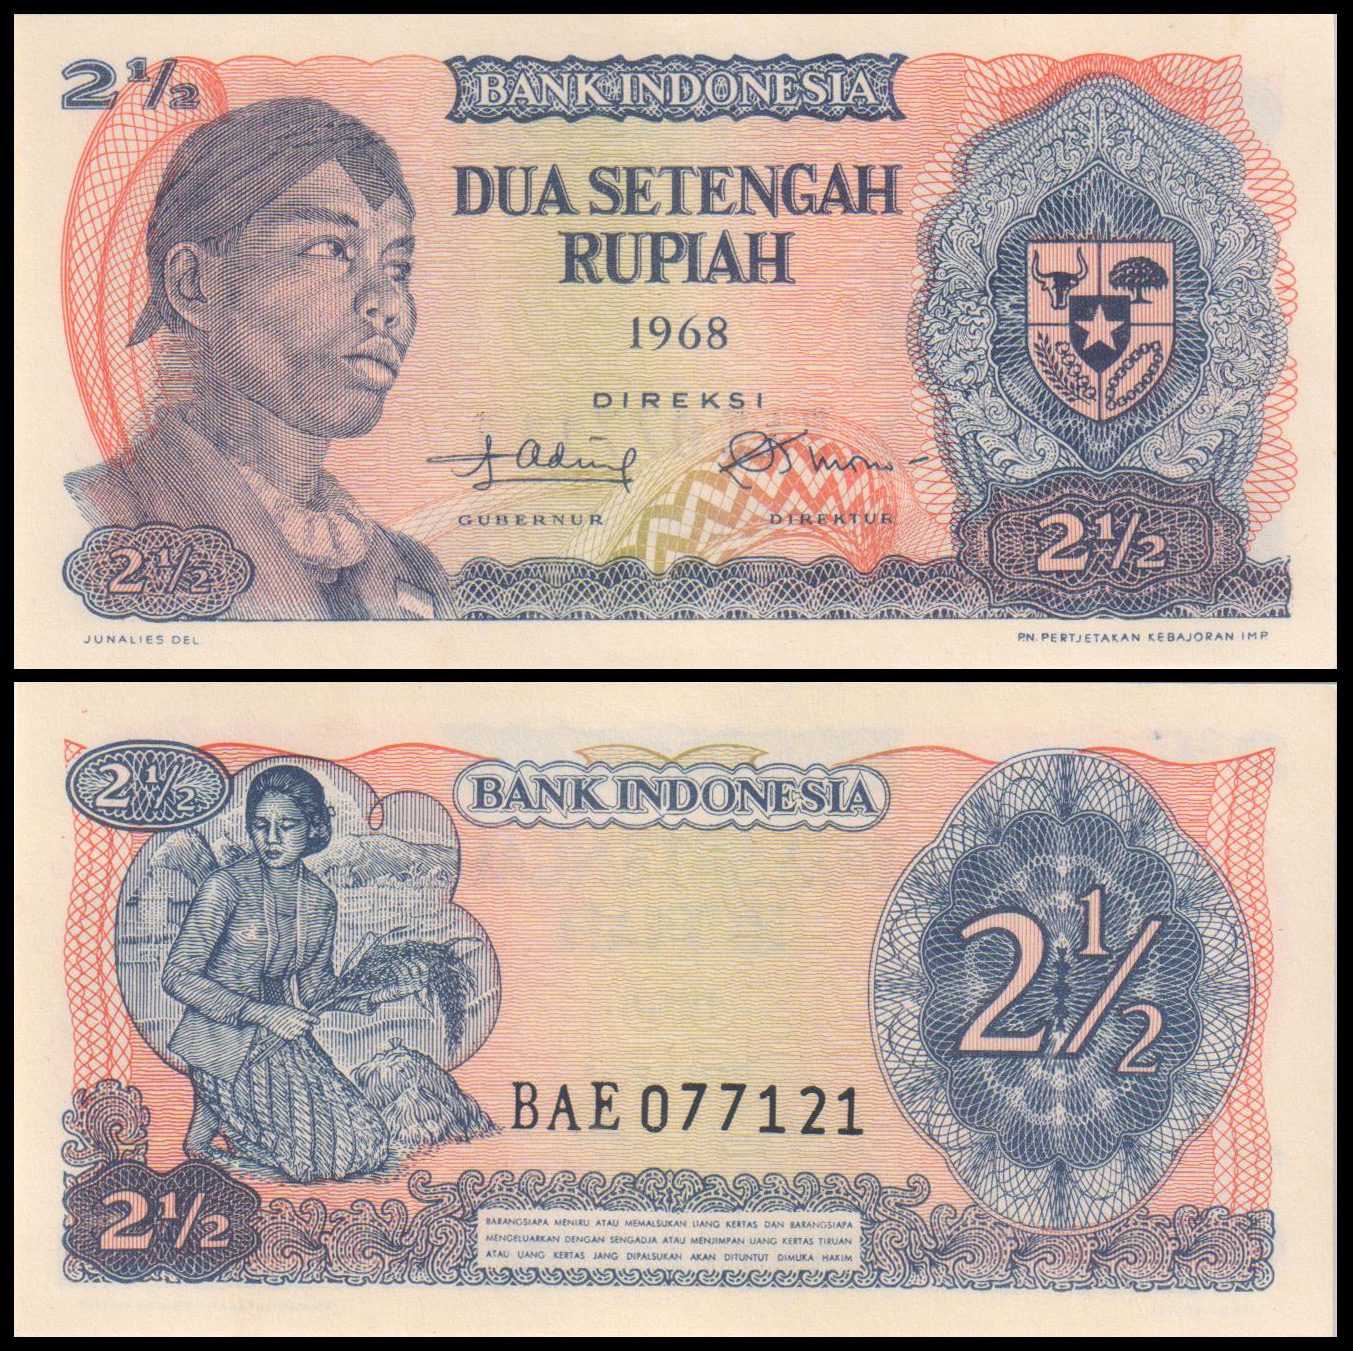 2½
BANK INDONESIA
DUA SETENGAH
RUPIAH
1968
DIREKSI
GUBERNUR
DIREKTUR
2½
2½
JUNALIES DEL
PN. PERTJETAKAN KEBAJORAN IMP.
2½
BANK INDONESIA
2½
BAE 077121
2½
BARANGSIAPA MENIRU ATAU MEMALSUKAN UANG KERTAS DAN BARANGSIAPA
MENGELUARKAN DENGAN SENGADJA ATAU MENJIMPAN UANG KERTAS TIRUAN
ATAU UANG KERTAS JANG DIPALSUKAN AKAN DITUNTUT DIMUKA HAKIM